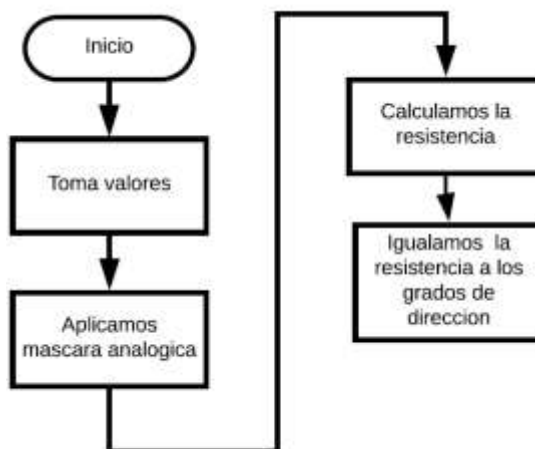 Inicio
Toma valores
Aplicamos
mascara analogica
Calculamos la
resistencia
Igualamos la
resistencia a los
grados de
direccion